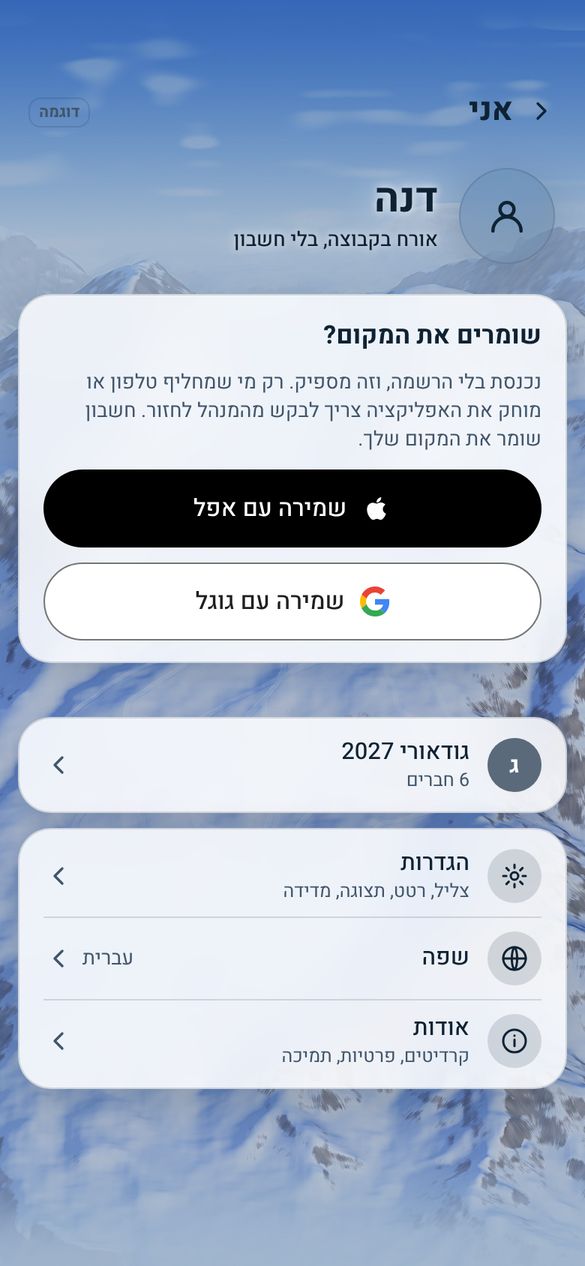 אני
דוגמה
דנה
אורח בקבוצה, בלי חשבון
שומרים את המקום?
נכנסת בלי הרשמה, וזה מספיק. רק מי שמחליף טלפון או
מוחק את האפליקציה צריך לבקש מהמנהל לחזור. חשבון
שומר את המקום שלך.
שמירה עם אפל
שמירה עם גוגל
ג
גודאורי 2027
6 חברים
הגדרות
צליל, רטט, תצוגה, מדידה
שפה
עברית
אודות
קרדיטים, פרטיות, תמיכה